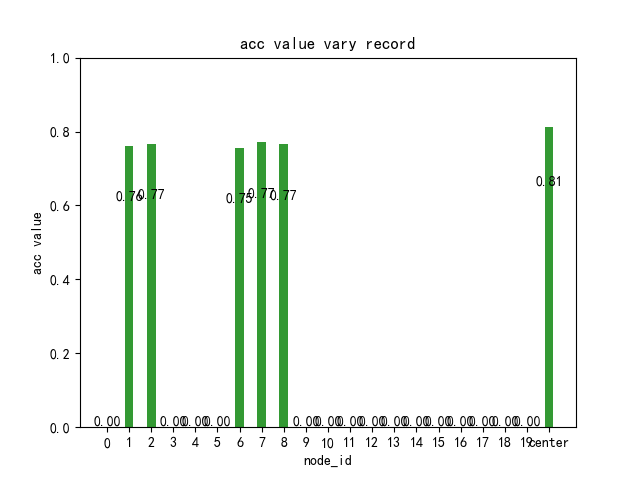 acc value vary record
1.0
0.8
0.6
0.4
0.2
0.0
acc value
0.00 0.76 0.77 0.00 0.00 0.00 0.75 0.77 0.77 0.00 0.00 0.00 0.00 0.00 0.00 0.00 0.00 0.00 0.00 0.00 0.81
0 1 2 3 4 5 6 7 8 9 10 11 12 13 14 15 16 17 18 19 center
node_id